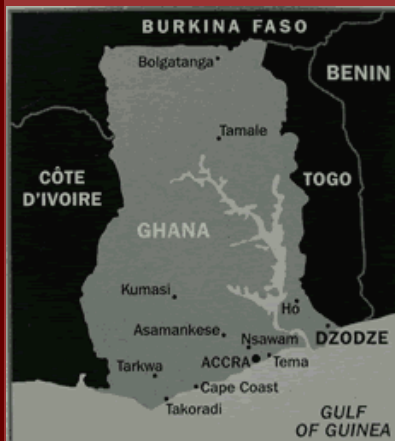 BURKINA FASO
Bolgatanga
BENIN
Tamale
CÔTE
D'IVOIRE
TOGO
GHANA
Kumasi
Ho
Asamankese
Nsawam
DZODZE
Tarkwa
ACCRA
Tema
Cape Coast
Takoradi
GULF
OF GUINEA